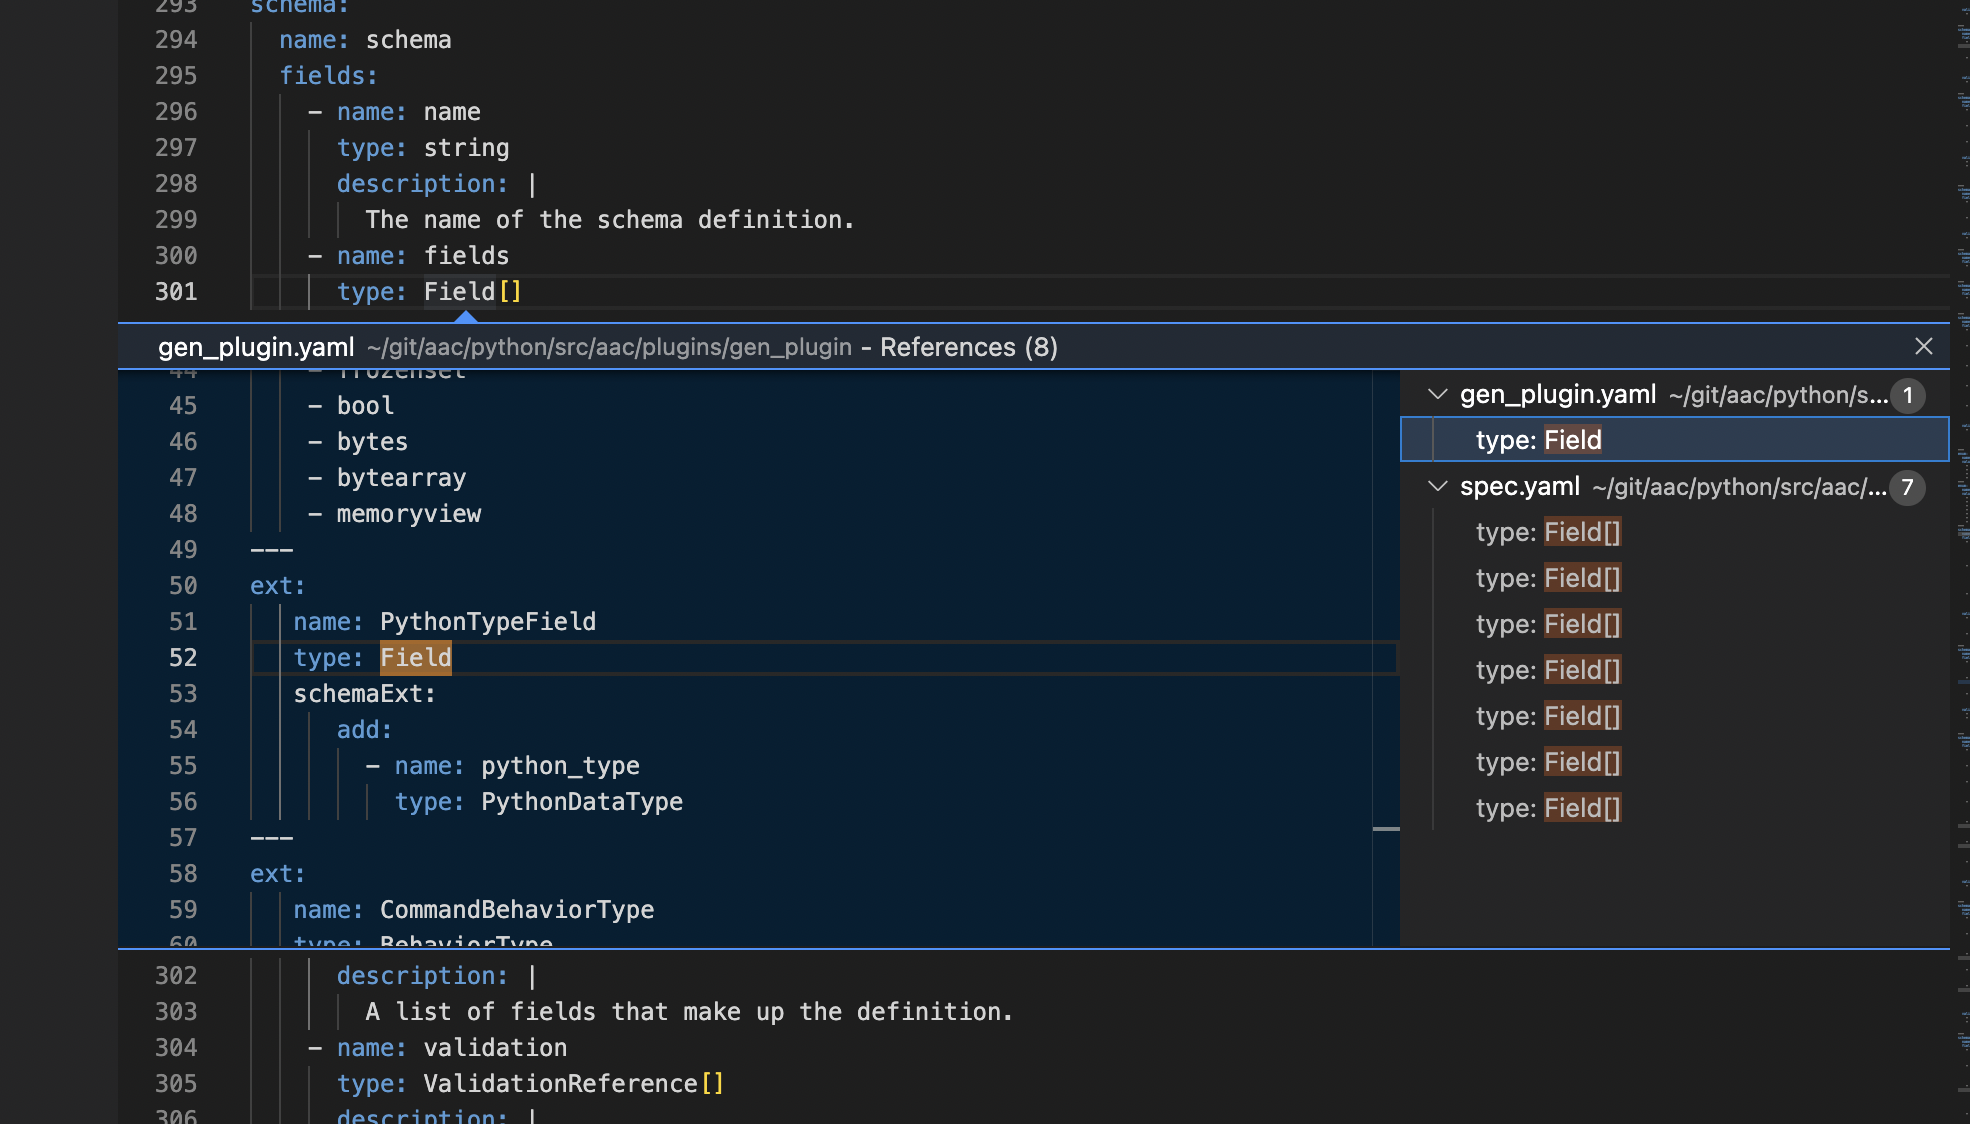 293 schema:
294 name: schema
295 fields:
296 - name: name
297 type: string
298 description: |
299 The name of the schema definition.
300 - name: fields
301 type: Field[]
gen_plugin.yaml ~/git/aac/python/src/aac/plugins/gen_plugin – References (8)
44 - frozenset
45 - bool
46 - bytes
47 - bytearray
48 - memoryview
49 ---
50 ext:
51 name: PythonTypeField
52 type: Field
53 schemaExt:
54 add:
55 - name: python_type
56 type: PythonDataType
57 ---
58 ext:
59 name: CommandBehaviorType
60 type: BehaviorType
gen_plugin.yaml ~/git/aac/python/s... 1
type: Field
spec.yaml ~/git/aac/python/src/aac/... 7
type: Field[]
type: Field[]
type: Field[]
type: Field[]
type: Field[]
type: Field[]
type: Field[]
302 description: |
303 A list of fields that make up the definition.
304 - name: validation
305 type: ValidationReference[]
306 description: |